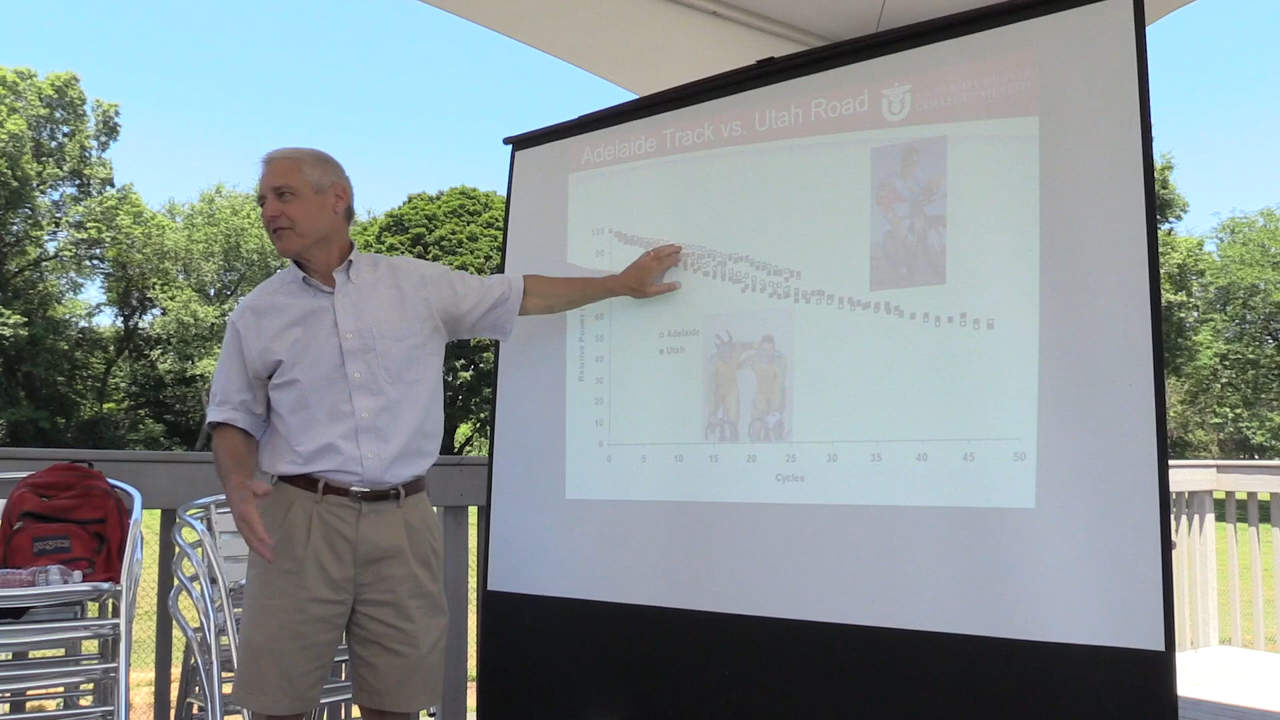 Adelaide Track vs. Utah Road
110
90
60
50
40
30
20
10
0
Relative Power
Adelaide
Utah
0 5 10 15 20 25 30 35 40 45 50
Cycles
JANSPORT